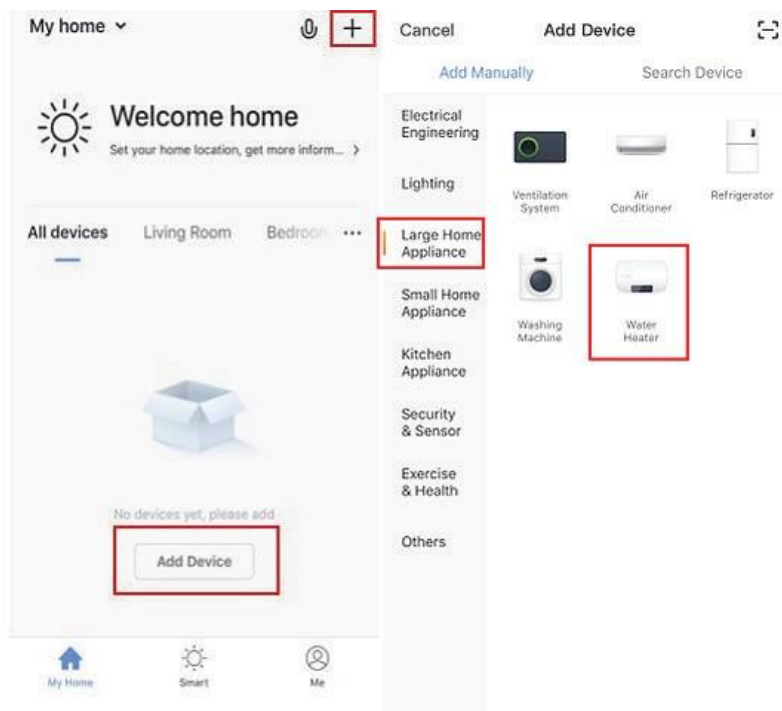 My home
Welcome home
Set your home location, get more inform...
All devices
Living Room
Bedroom
No devices yet, please add
Add Device
My Home
Smart
Me
Cancel
Add Device
Add Manually
Search Device
Electrical
Engineering
Lighting
Large Home
Appliance
Small Home
Appliance
Kitchen
Appliance
Security
& Sensor
Exercise
& Health
Others
Ventilation
System
Air
Conditioner
Refrigerator
Washing
Machine
Water
Heater